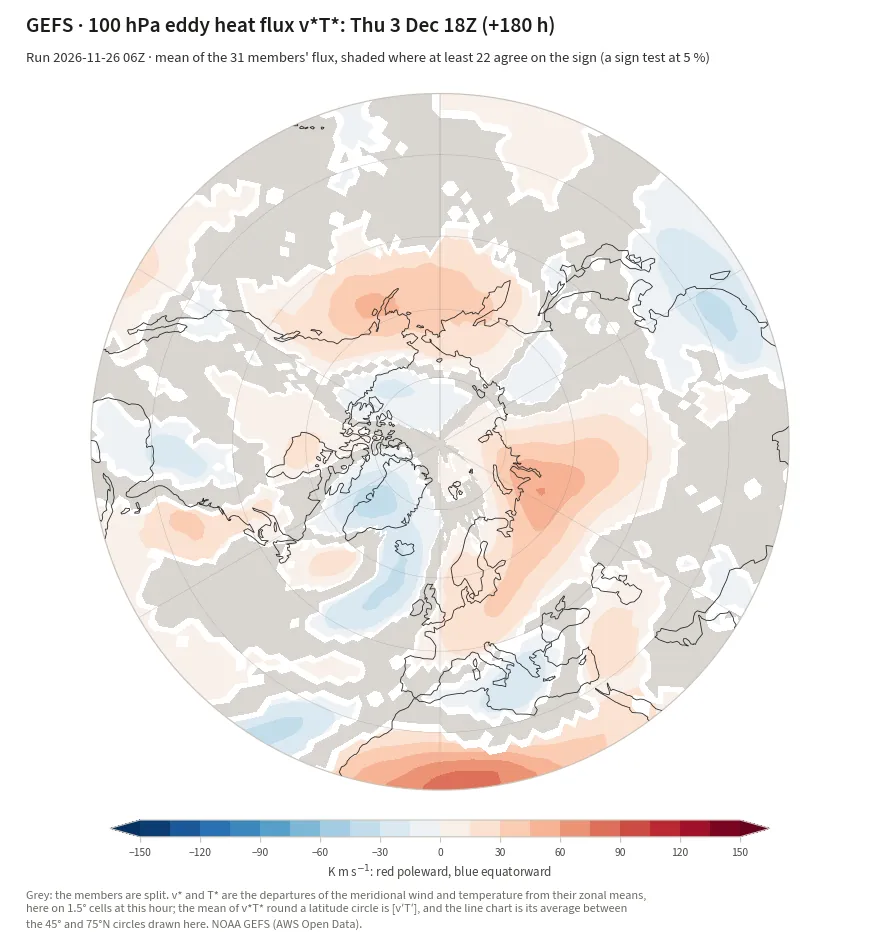 GEFS · 100 hPa eddy heat flux v*T*: Thu 3 Dec 18Z (+180 h)
Run 2026-11-26 06Z · mean of the 31 members' flux, shaded where at least 22 agree on the sign (a sign test at 5 %)
−150 −120 −90 −60 −30 0 30 60 90 120 150
K m s⁻¹: red poleward, blue equatorward
Grey: the members are split. v* and T* are the departures of the meridional wind and temperature from their zonal means,
here on 1.5° cells at this hour; the mean of v*T* round a latitude circle is [v′T′], and the line chart is its average between
the 45° and 75°N circles drawn here. NOAA GEFS (AWS Open Data).